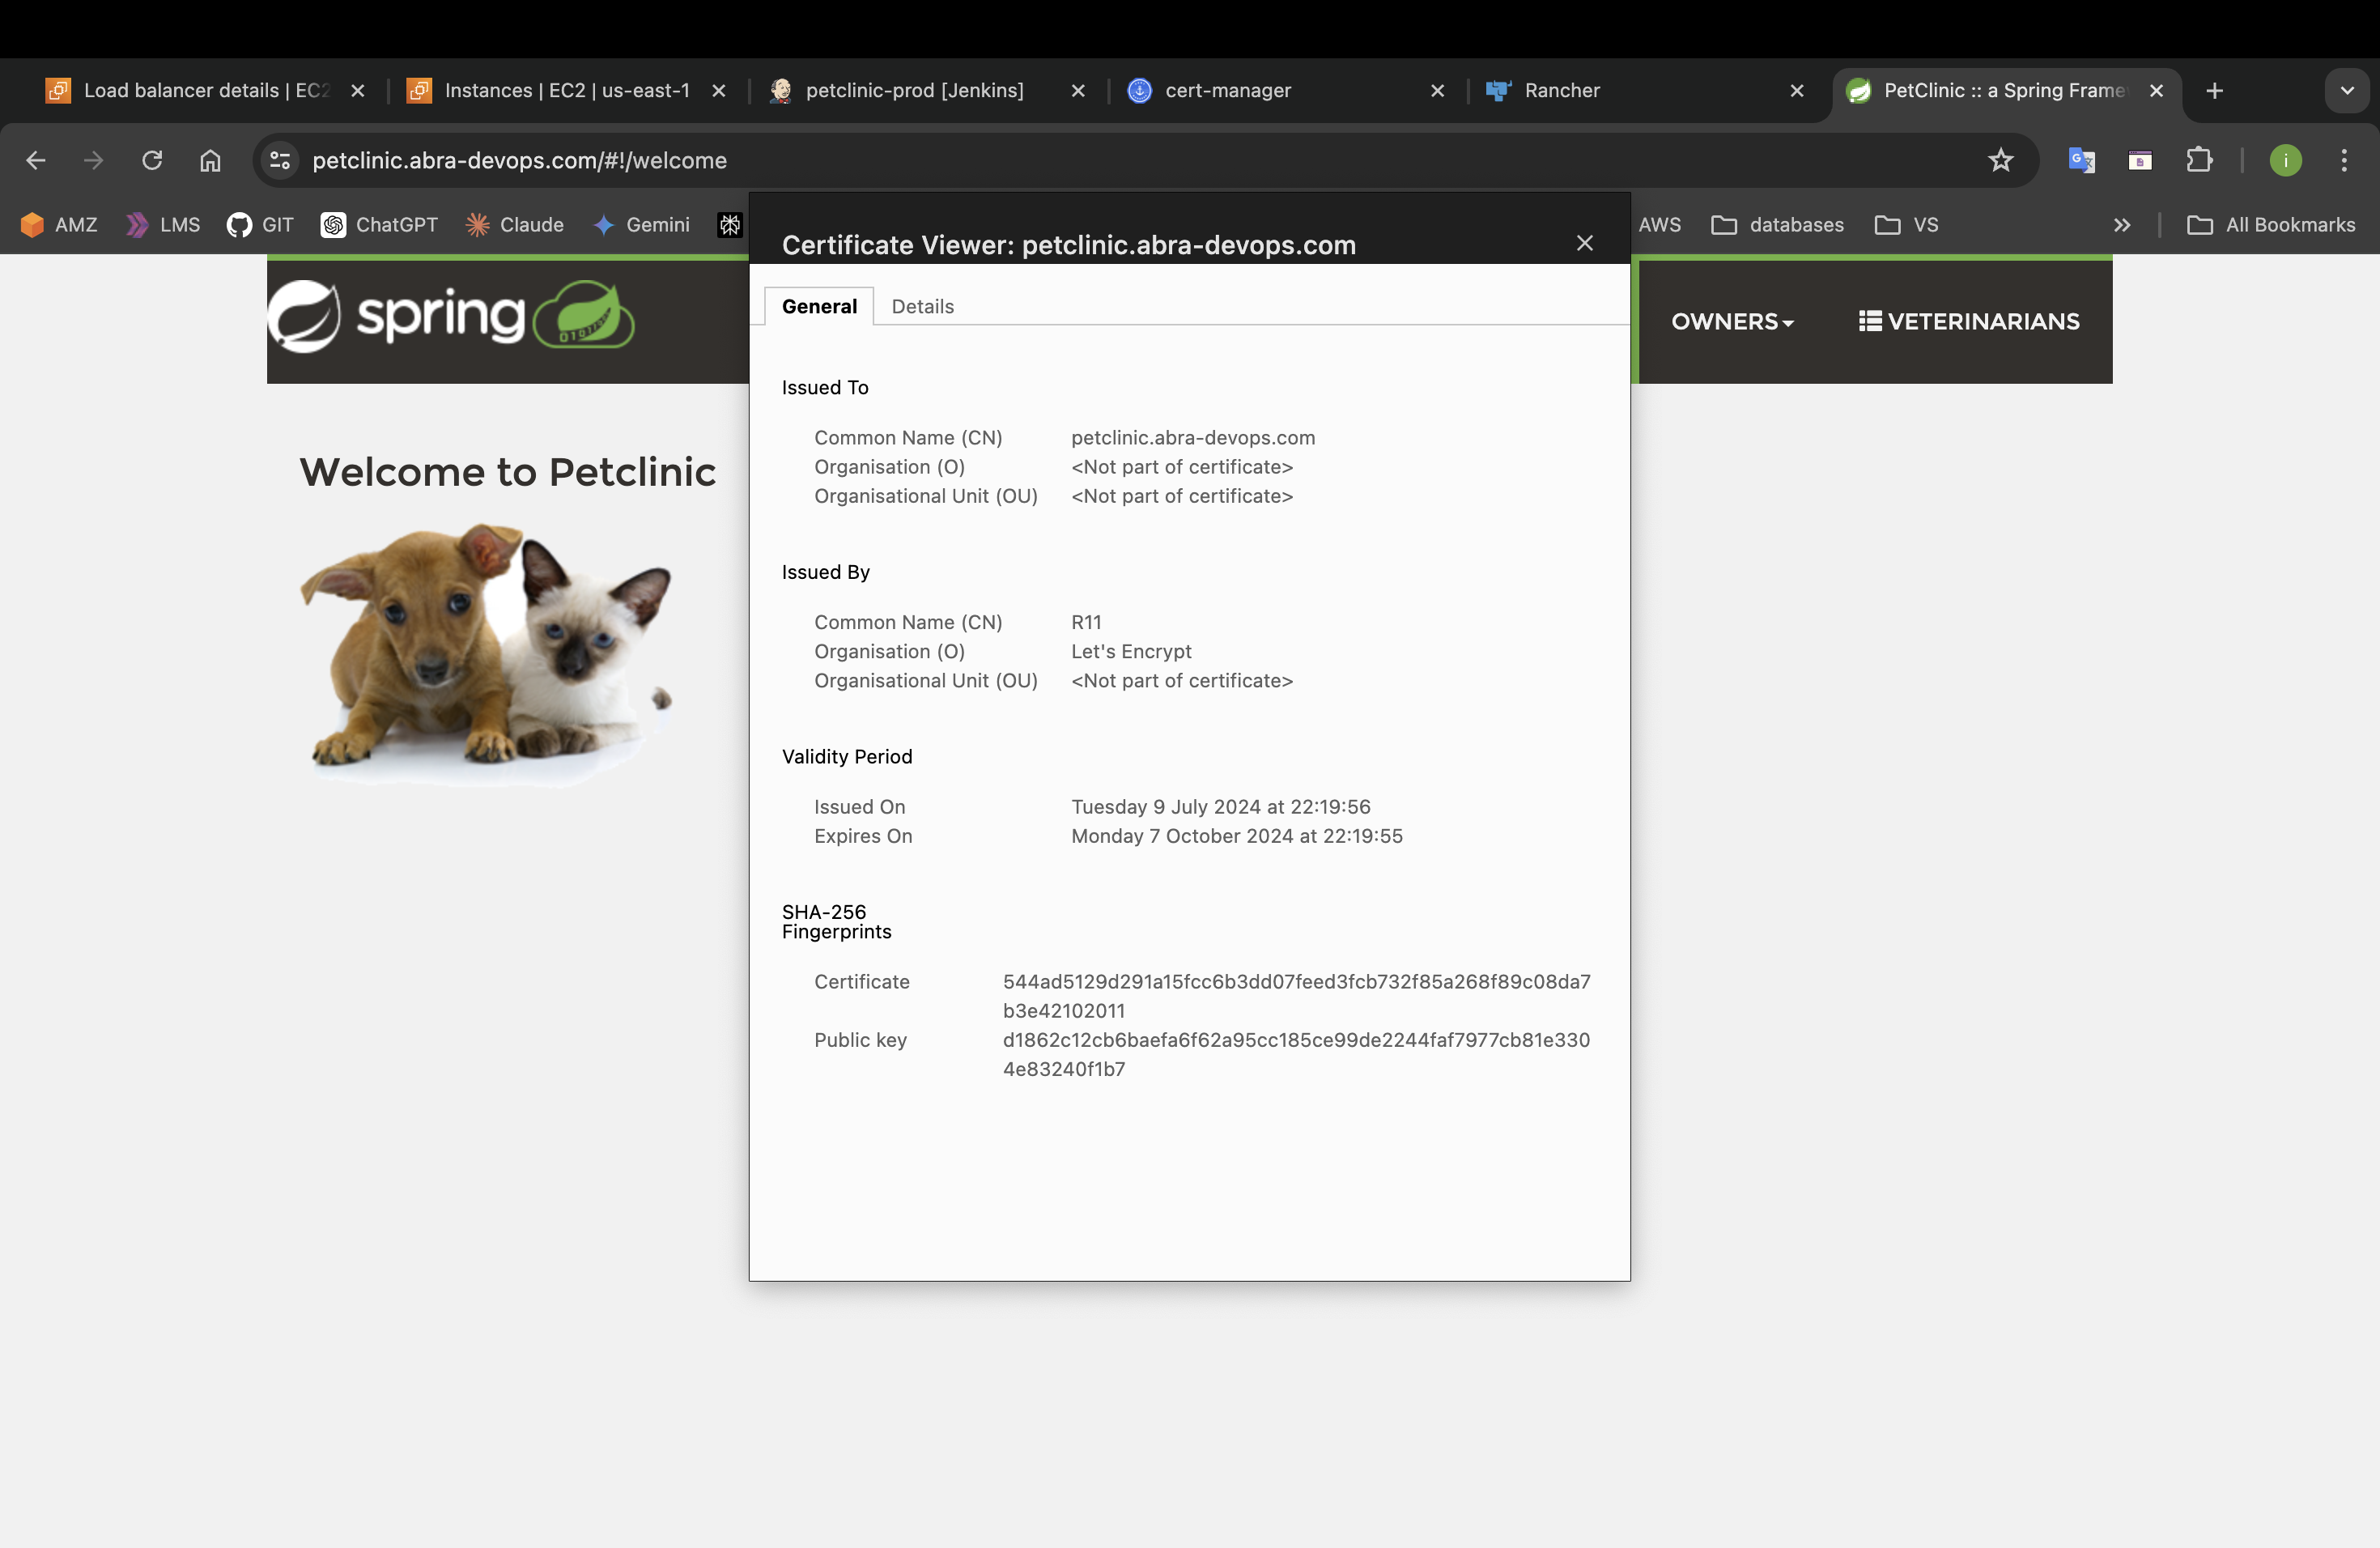 Load balancer details | EC2
Instances | EC2 | us-east-1
petclinic-prod [Jenkins]
cert-manager
Rancher
PetClinic :: a Spring Frame
petclinic.abra-devops.com/#!/welcome
i
AMZ
LMS
GIT
ChatGPT
Claude
Gemini
AWS
databases
VS
All Bookmarks
Certificate Viewer: petclinic.abra-devops.com
General Details
spring
OWNERS
VETERINARIANS
Welcome to Petclinic
Issued To
Common Name (CN) petclinic.abra-devops.com
Organisation (O) <Not part of certificate>
Organisational Unit (OU) <Not part of certificate>
Issued By
Common Name (CN) R11
Organisation (O) Let's Encrypt
Organisational Unit (OU) <Not part of certificate>
Validity Period
Issued On Tuesday 9 July 2024 at 22:19:56
Expires On Monday 7 October 2024 at 22:19:55
SHA-256
Fingerprints
Certificate 544ad5129d291a15fcc6b3dd07feed3fcb732f85a268f89c08da7
b3e42102011
Public key d1862c12cb6baefa6f62a95cc185ce99de2244faf7977cb81e330
4e83240f1b7